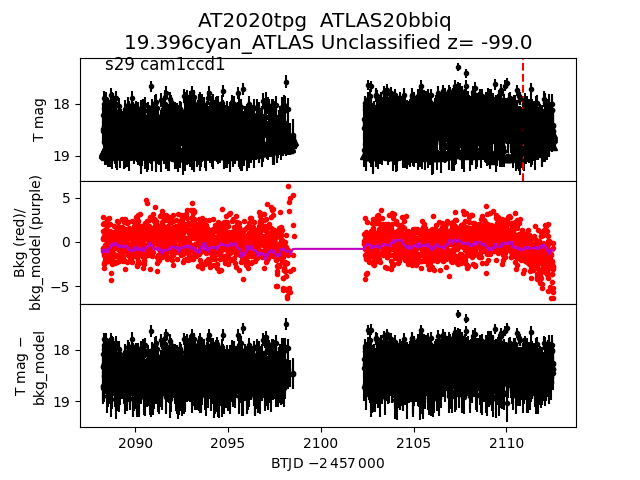 AT2020tpg  ATLAS20bbiq
19.396cyan_ATLAS Unclassified z= -99.0
s29 cam1ccd1
T mag
18
19
Bkg (red)/
bkg_model (purple)
5
0
−5
T mag −
bkg_model
18
19
2090 2095 2100 2105 2110
BTJD −2 457 000